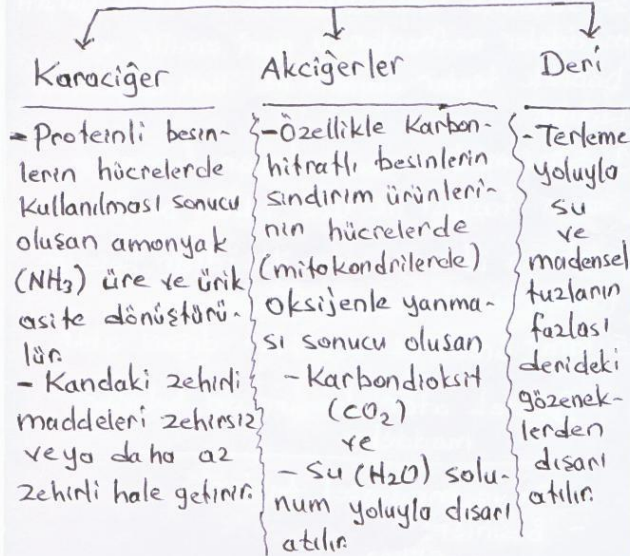 Karaciğer
- Proteinli besin-
lerin hücrelerde
kullanılması sonucu
oluşan amonyak
(NH₃) üre ve ürik
asite dönüştürü-
lür.
- Kandaki zehirli
maddeleri zehirsiz
veya daha az
zehirli hale getirir.
Akciğerler
- Özellikle Karbon-
hitratlı besinlerin
sindirim ürünleri-
nin hücrelerde
(mitokondrilerde)
oksijenle yanma-
sı sonucu oluşan
- Karbondioksit
(CO₂)
ve
- Su (H₂O) solu-
num yoluyla dışarı
atılır.
Deri
- Terleme
yoluyla
su
ve
madensel
tuzların
fazlası
derideki
gözenek-
lerden
dışarı
atılır.